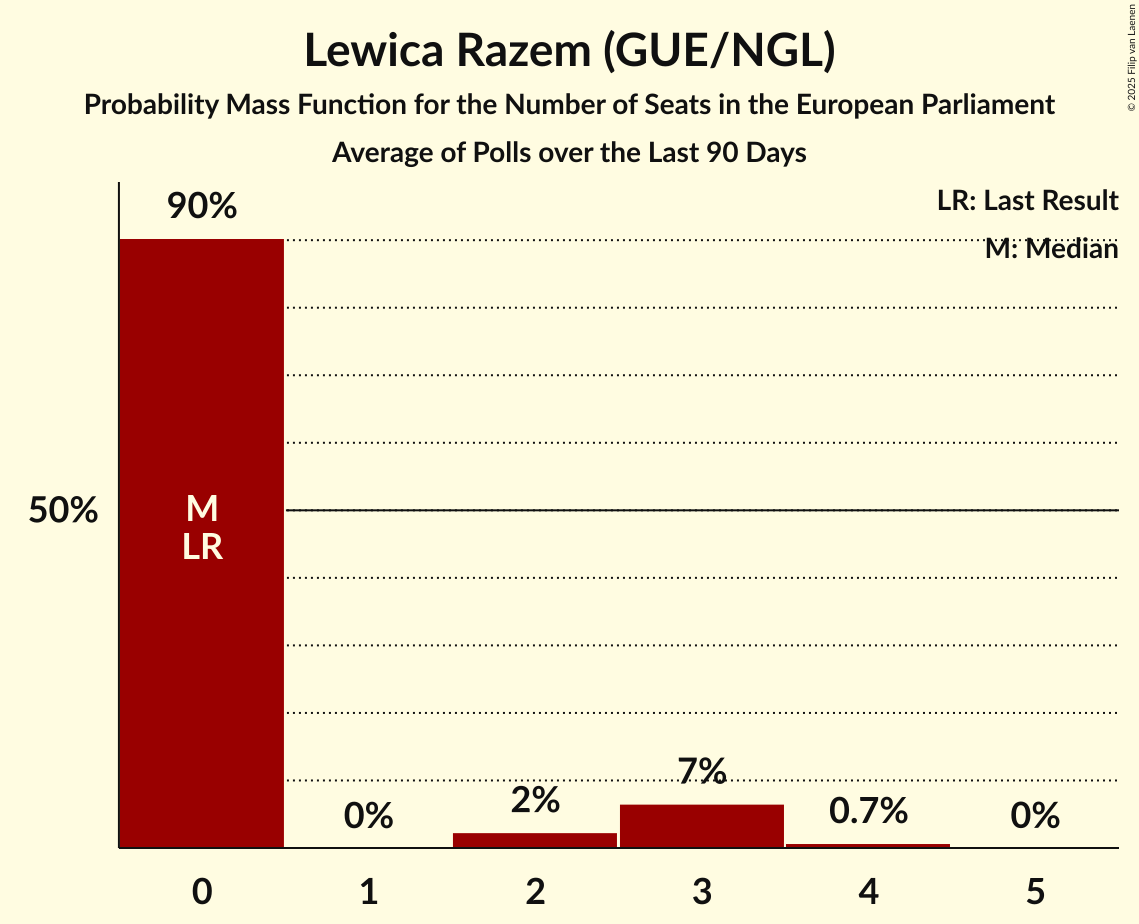 Lewica Razem (GUE/NGL)
Probability Mass Function for the Number of Seats in the European Parliament
Average of Polls over the Last 90 Days
© 2025 Filip van Laenen
LR: Last Result
M: Median
90%
50%
M
LR
0%
2%
7%
0.7%
0%
0 1 2 3 4 5